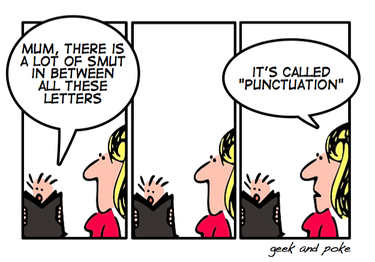 MUM, THERE IS
A LOT OF SMUT
IN BETWEEN
ALL THESE
LETTERS
IT'S CALLED
"PUNCTUATION"
geek and poke